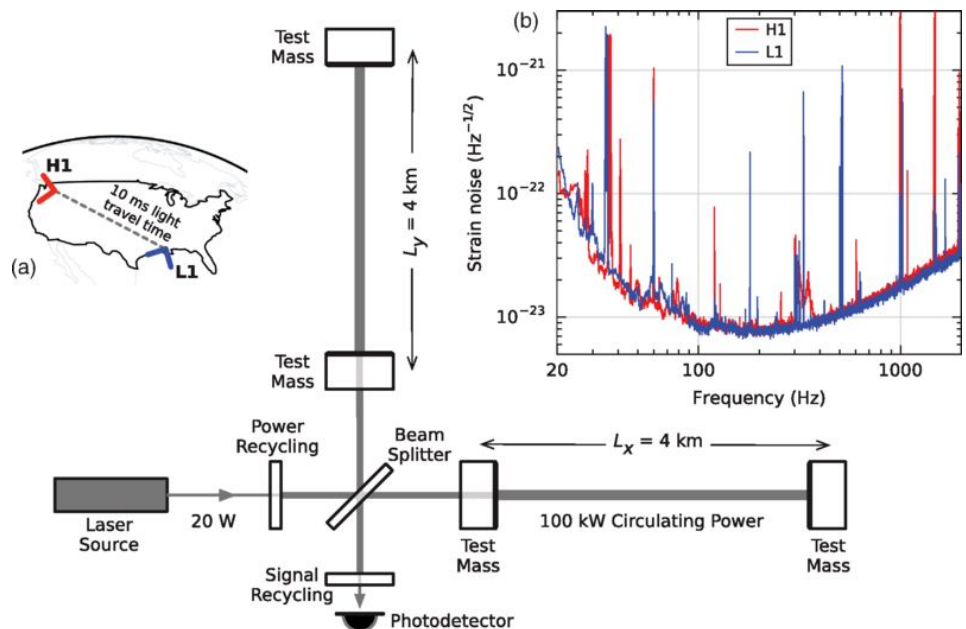 (a)
H1
10 ms light
travel time
L1
Test
Mass
L_y = 4 km
Test
Mass
(b)
H1
L1
Strain noise (Hz^{-1/2})
10^{-21}
10^{-22}
10^{-23}
20
100
1000
Frequency (Hz)
Power
Recycling
Beam
Splitter
L_x = 4 km
Laser
Source
20 W
100 kW Circulating Power
Test
Mass
Test
Mass
Signal
Recycling
Photodetector